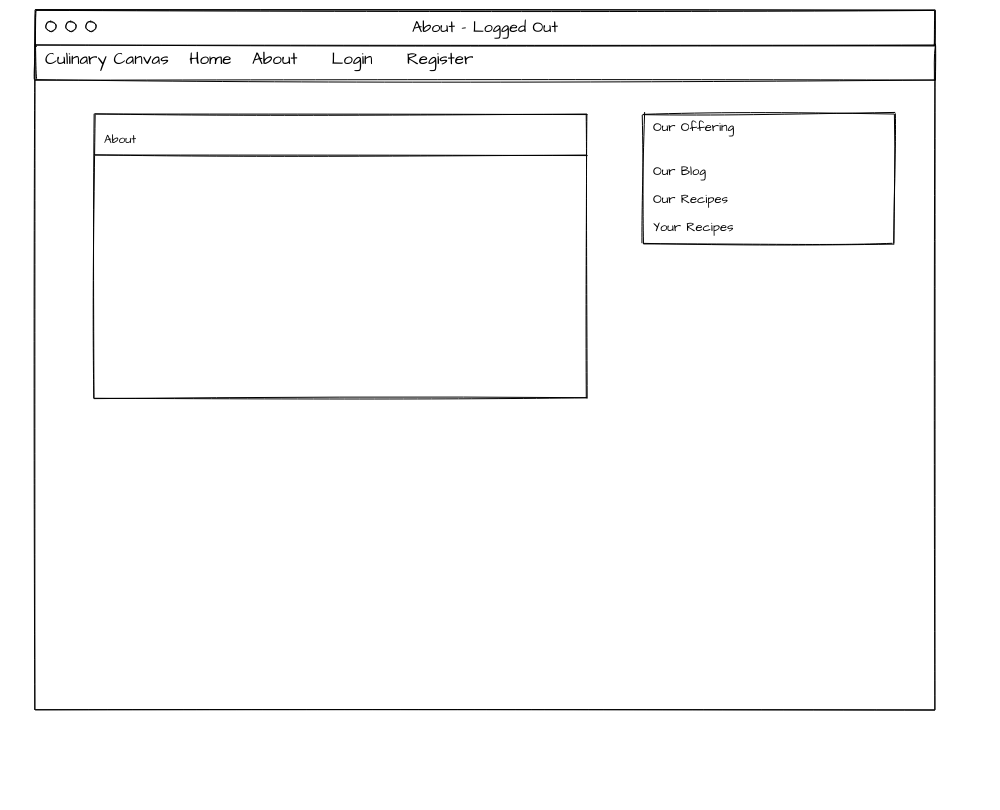 About - Logged Out
Culinary Canvas Home About Login Register
About
Our Offering
Our Blog
Our Recipes
Your Recipes